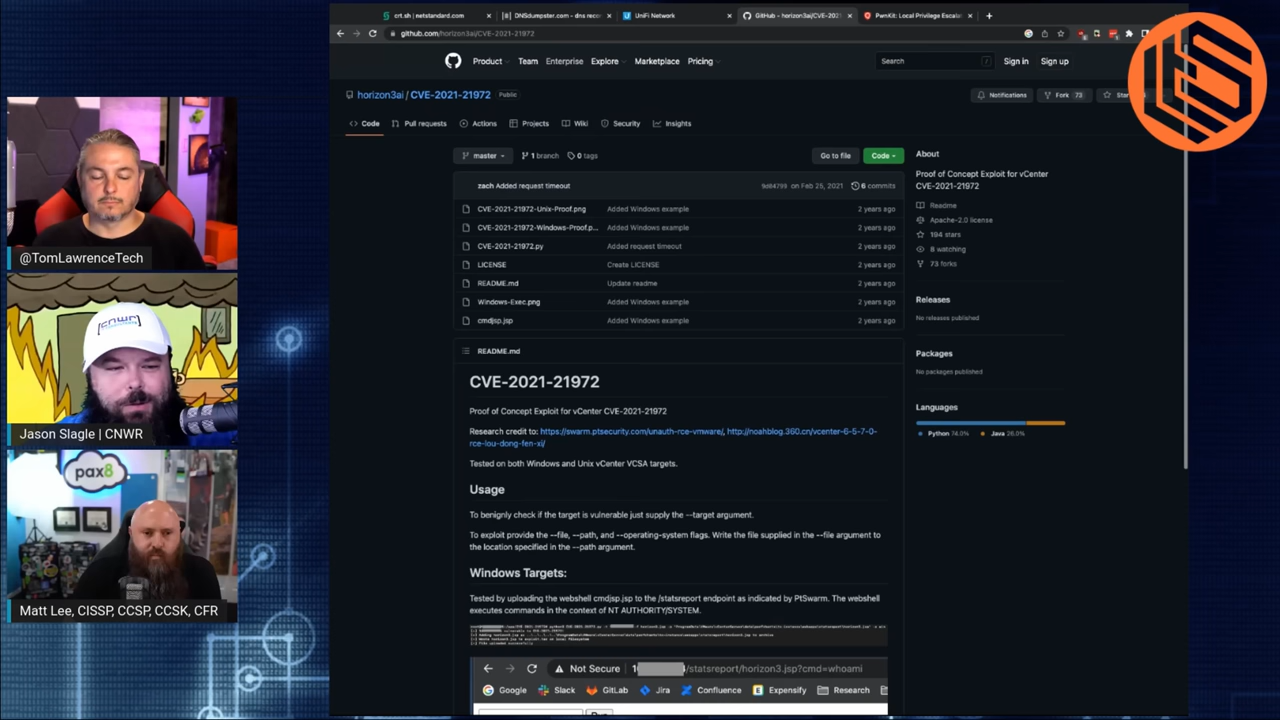 crt.sh | netstandard.com
DNSdumpster.com - dns recon
UniFi Network
GitHub - horizon3ai/CVE-2021
PwnKit: Local Privilege Escalat
github.com/horizon3ai/CVE-2021-21972
Product
Team
Enterprise
Explore
Marketplace
Pricing
Search
/
Sign in
Sign up
horizon3ai / CVE-2021-21972
Public
Notifications
Fork 73
Star
Code
Pull requests
Actions
Projects
Wiki
Security
Insights
master
1 branch
0 tags
Go to file
Code
zach Added request timeout
on Feb 25, 2021
6 commits
CVE-2021-21972-Unix-Proof.png Added Windows example 2 years ago
CVE-2021-21972-Windows-Proof.p... Added Windows example 2 years ago
CVE-2021-21972.py Added request timeout 2 years ago
LICENSE Create LICENSE 2 years ago
README.md Update readme 2 years ago
Windows-Exec.png Added Windows example 2 years ago
cmdjsp.jsp Added Windows example 2 years ago
About
Proof of Concept Exploit for vCenter
CVE-2021-21972
Readme
Apache-2.0 license
194 stars
8 watching
73 forks
Releases
No releases published
Packages
No packages published
Languages
Python 74.0%
Java 26.0%
README.md
CVE-2021-21972
Proof of Concept Exploit for vCenter CVE-2021-21972
Research credit to: https://swarm.ptsecurity.com/unauth-rce-vmware/, http://noahblog.360.cn/vcenter-6-5-7-0-
rce-lou-dong-fen-xi/
Tested on both Windows and Unix vCenter VCSA targets.
Usage
To benignly check if the target is vulnerable just supply the --target argument.
To exploit provide the --file, --path, and --operating-system flags. Write the file supplied in the --file argument to
the location specified in the --path argument.
Windows Targets:
Tested by uploading the webshell cmdjsp.jsp to the /statsreport endpoint as indicated by PtSwarm. The webshell
executes commands in the context of NT AUTHORITY/SYSTEM.
Not Secure
/statsreport/horizon3.jsp?cmd=whoami
Google
Slack
GitLab
Jira
Confluence
Expensify
Research
@TomLawrenceTech
cnwr
Jason Slagle | CNWR
pax8
Matt Lee, CISSP, CCSP, CCSK, CFR